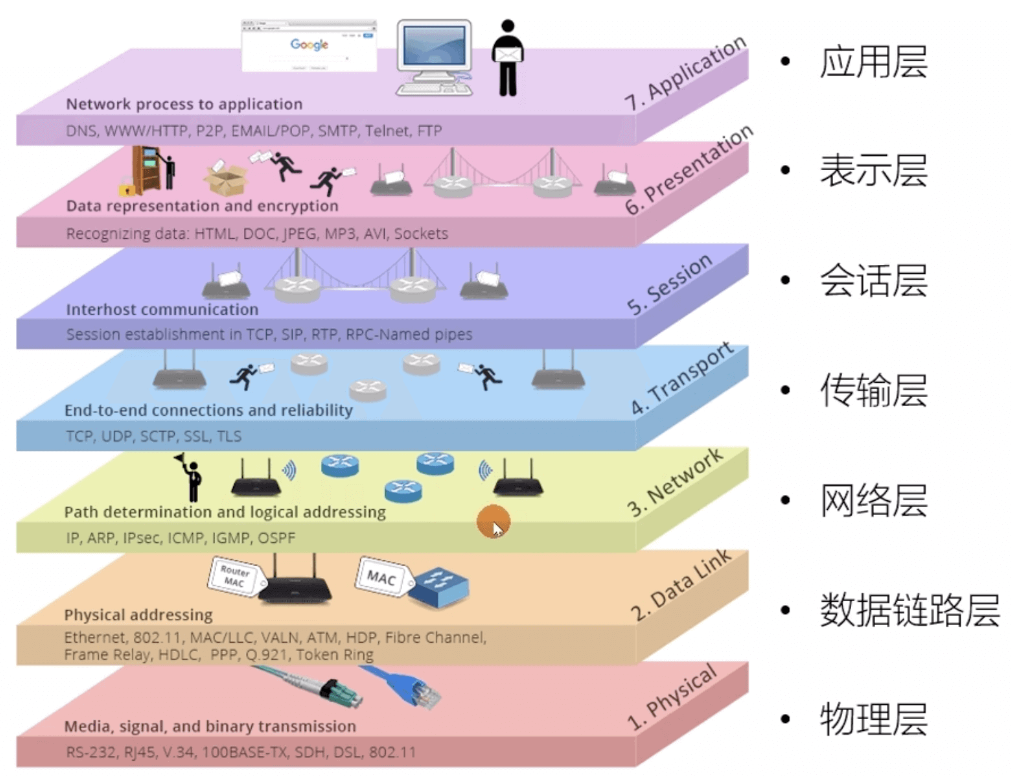 Google
7. Application
Network process to application
DNS, WWW/HTTP, P2P, EMAIL/POP, SMTP, Telnet, FTP
• 应用层
6. Presentation
Data representation and encryption
Recognizing data: HTML, DOC, JPEG, MP3, AVI, Sockets
• 表示层
5. Session
Interhost communication
Session establishment in TCP, SIP, RTP, RPC-Named pipes
• 会话层
4. Transport
End-to-end connections and reliability
TCP, UDP, SCTP, SSL, TLS
• 传输层
3. Network
Path determination and logical addressing
IP, ARP, IPsec, ICMP, IGMP, OSPF
• 网络层
Router
MAC
MAC
2. Data Link
Physical addressing
Ethernet, 802.11, MAC/LLC, VALN, ATM, HDP, Fibre Channel,
Frame Relay, HDLC, PPP, Q.921, Token Ring
• 数据链路层
1. Physical
Media, signal, and binary transmission
RS-232, RJ45, V.34, 100BASE-TX, SDH, DSL, 802.11
• 物理层